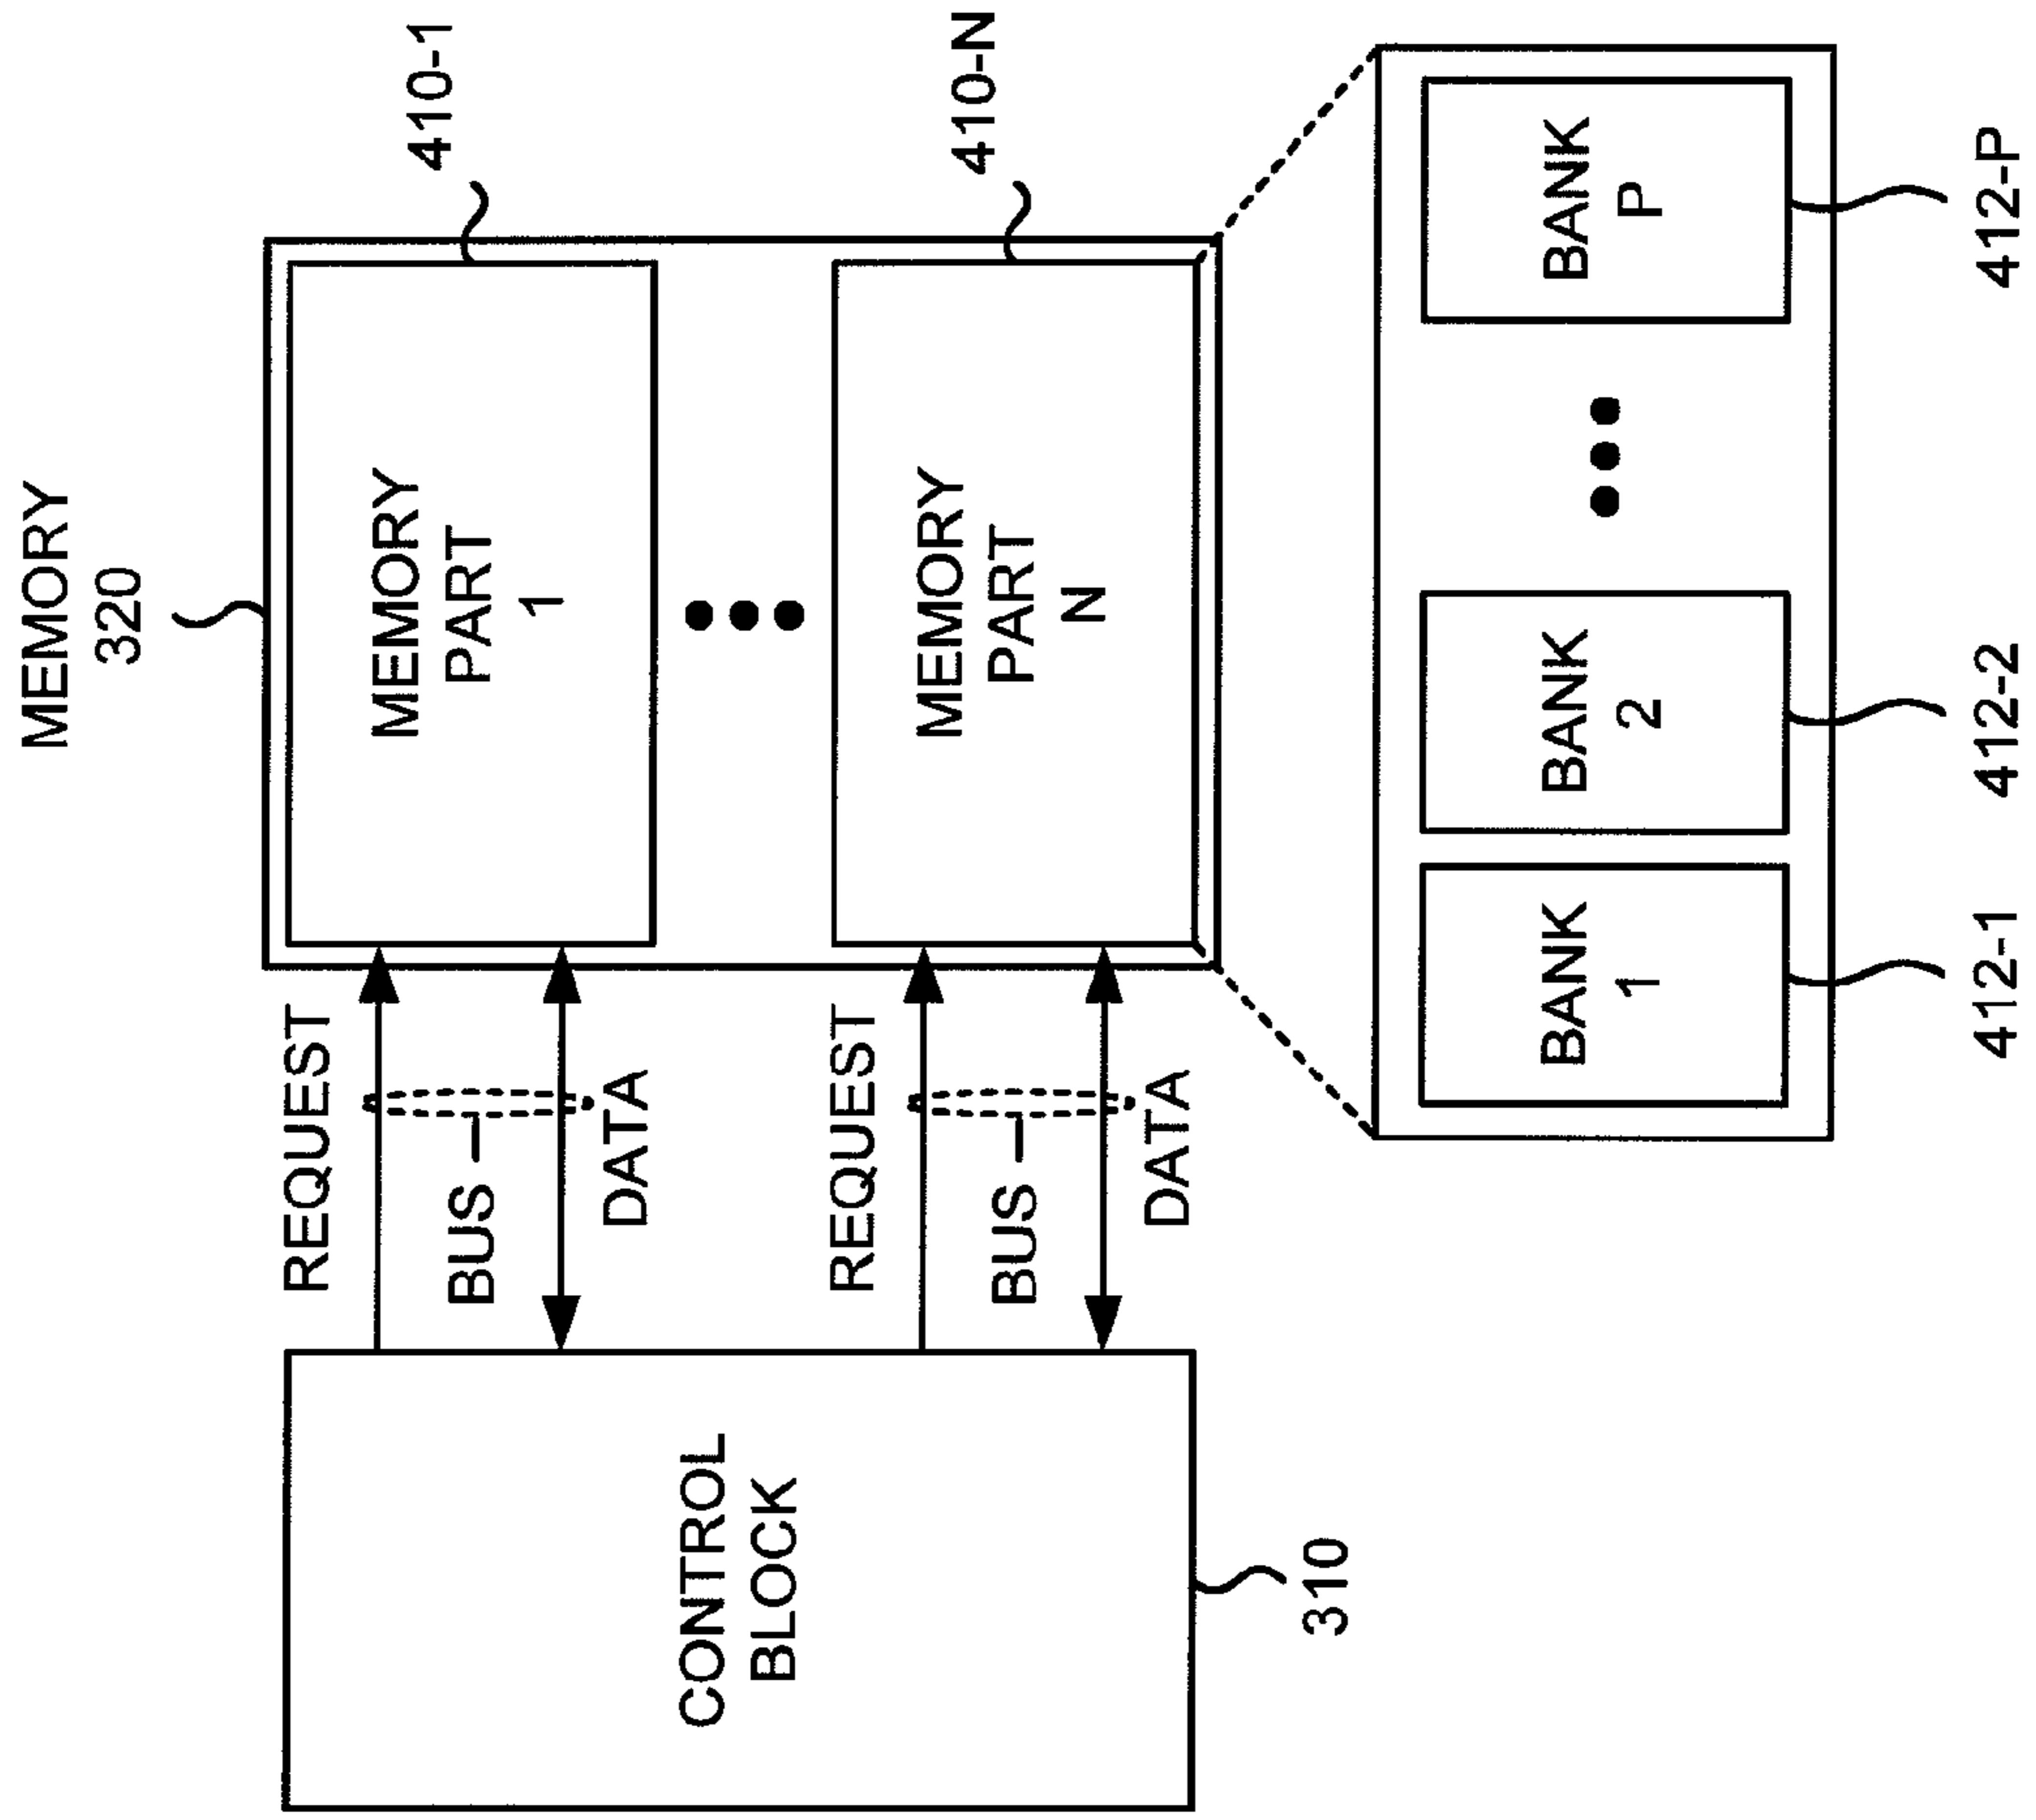 MEMORY
320
MEMORY
PART
1
410-1
MEMORY
PART
N
410-N
REQUEST
BUS
DATA
REQUEST
BUS
DATA
CONTROL
BLOCK
310
BANK
1
412-1
BANK
2
412-2
BANK
P
412-P